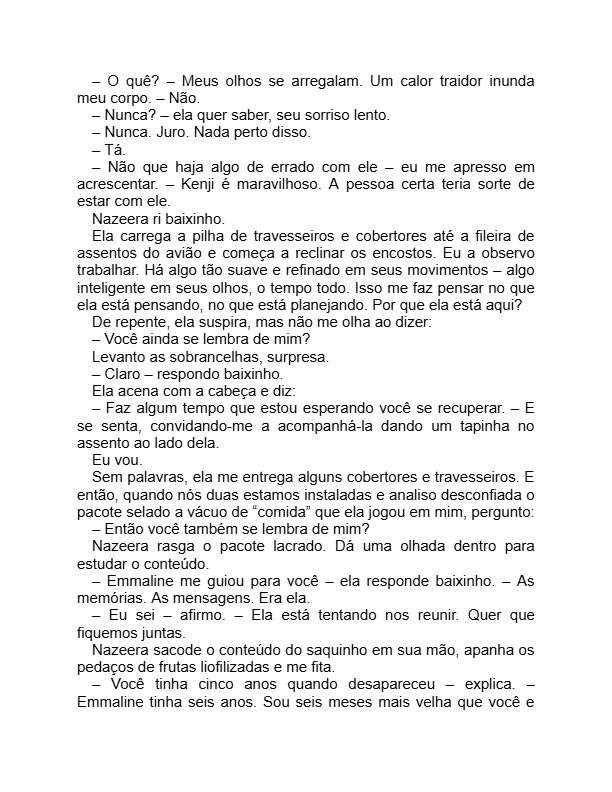 – O quê? – Meus olhos se arregalam. Um calor traidor inunda
meu corpo. – Não.
– Nunca? – ela quer saber, seu sorriso lento.
– Nunca. Juro. Nada perto disso.
– Tá.
– Não que haja algo de errado com ele – eu me apresso em
acrescentar. – Kenji é maravilhoso. A pessoa certa teria sorte de
estar com ele.
Nazeera ri baixinho.
Ela carrega a pilha de travesseiros e cobertores até a fileira de
assentos do avião e começa a reclinar os encostos. Eu a observo
trabalhar. Há algo tão suave e refinado em seus movimentos – algo
inteligente em seus olhos, o tempo todo. Isso me faz pensar no que
ela está pensando, no que está planejando. Por que ela está aqui?
De repente, ela suspira, mas não me olha ao dizer:
– Você ainda se lembra de mim?
Levanto as sobrancelhas, surpresa.
– Claro – respondo baixinho.
Ela acena com a cabeça e diz:
– Faz algum tempo que estou esperando você se recuperar. – E
se senta, convidando-me a acompanhá-la dando um tapinha no
assento ao lado dela.
Eu vou.
Sem palavras, ela me entrega alguns cobertores e travesseiros. E
então, quando nós duas estamos instaladas e analiso desconfiada o
pacote selado a vácuo de “comida” que ela jogou em mim, pergunto:
– Então você também se lembra de mim?
Nazeera rasga o pacote lacrado. Dá uma olhada dentro para
estudar o conteúdo.
– Emmaline me guiou para você – ela responde baixinho. – As
memórias. As mensagens. Era ela.
– Eu sei – afirmo. – Ela está tentando nos reunir. Quer que
fiquemos juntas.
Nazeera sacode o conteúdo do saquinho em sua mão, apanha os
pedaços de frutas liofilizadas e me fita.
– Você tinha cinco anos quando desapareceu – explica. –
Emmaline tinha seis anos. Sou seis meses mais velha que você e